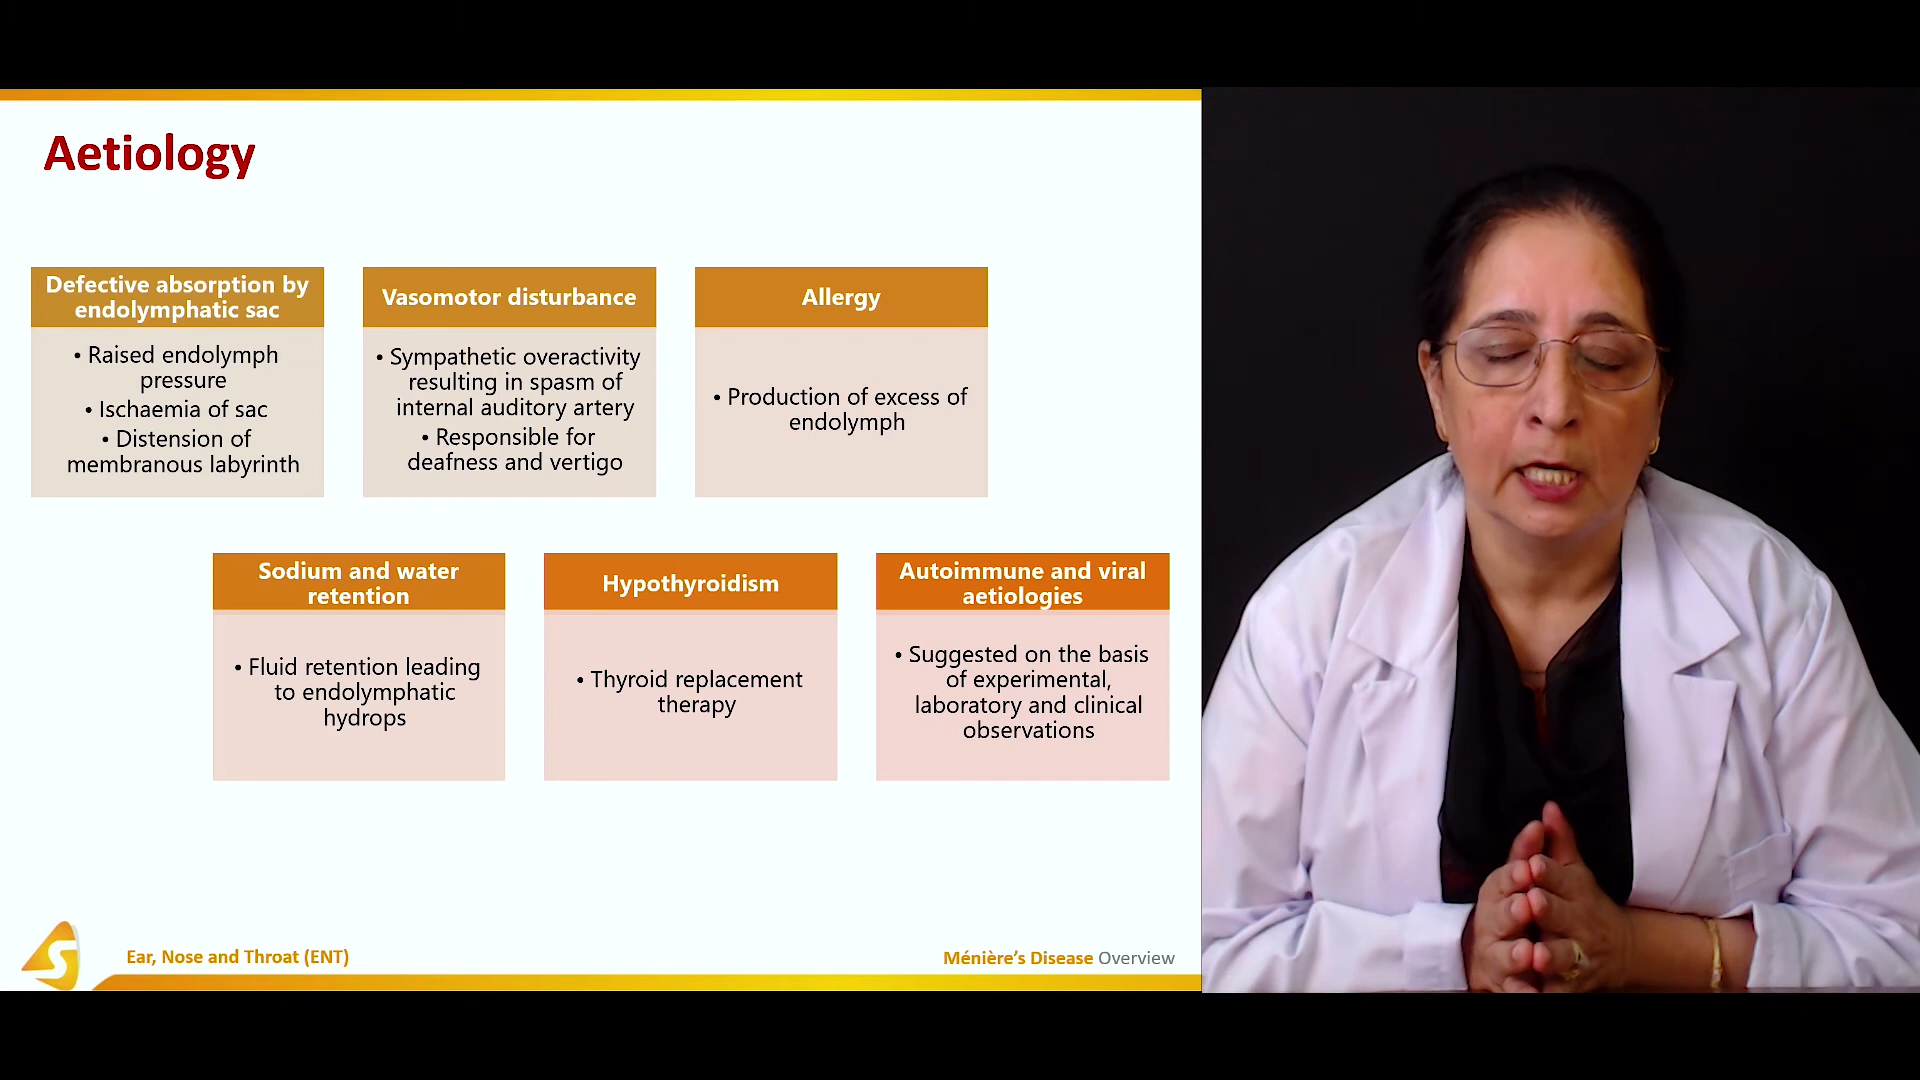 Aetiology
Defective absorption by
endolymphatic sac
• Raised endolymph
pressure
• Ischaemia of sac
• Distension of
membranous labyrinth
Vasomotor disturbance
• Sympathetic overactivity
resulting in spasm of
internal auditory artery
• Responsible for
deafness and vertigo
Allergy
• Production of excess of
endolymph
Sodium and water
retention
• Fluid retention leading
to endolymphatic
hydrops
Hypothyroidism
• Thyroid replacement
therapy
Autoimmune and viral
aetiologies
• Suggested on the basis
of experimental,
laboratory and clinical
observations
S
Ear, Nose and Throat (ENT)
Ménière’s Disease Overview